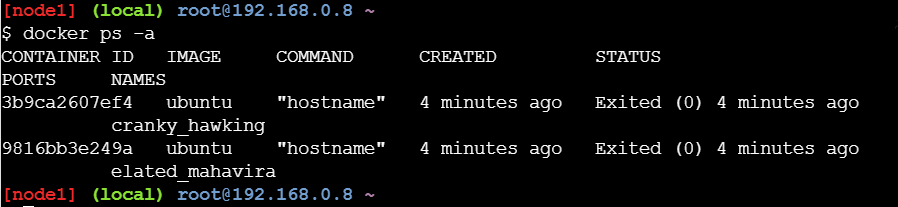 [node1] (local) root@192.168.0.8 ~
$ docker ps -a
CONTAINER ID   IMAGE     COMMAND      CREATED         STATUS
PORTS     NAMES
3b9ca2607ef4   ubuntu    "hostname"   4 minutes ago   Exited (0) 4 minutes ago
          cranky_hawking
9816bb3e249a   ubuntu    "hostname"   4 minutes ago   Exited (0) 4 minutes ago
          elated_mahavira
[node1] (local) root@192.168.0.8 ~